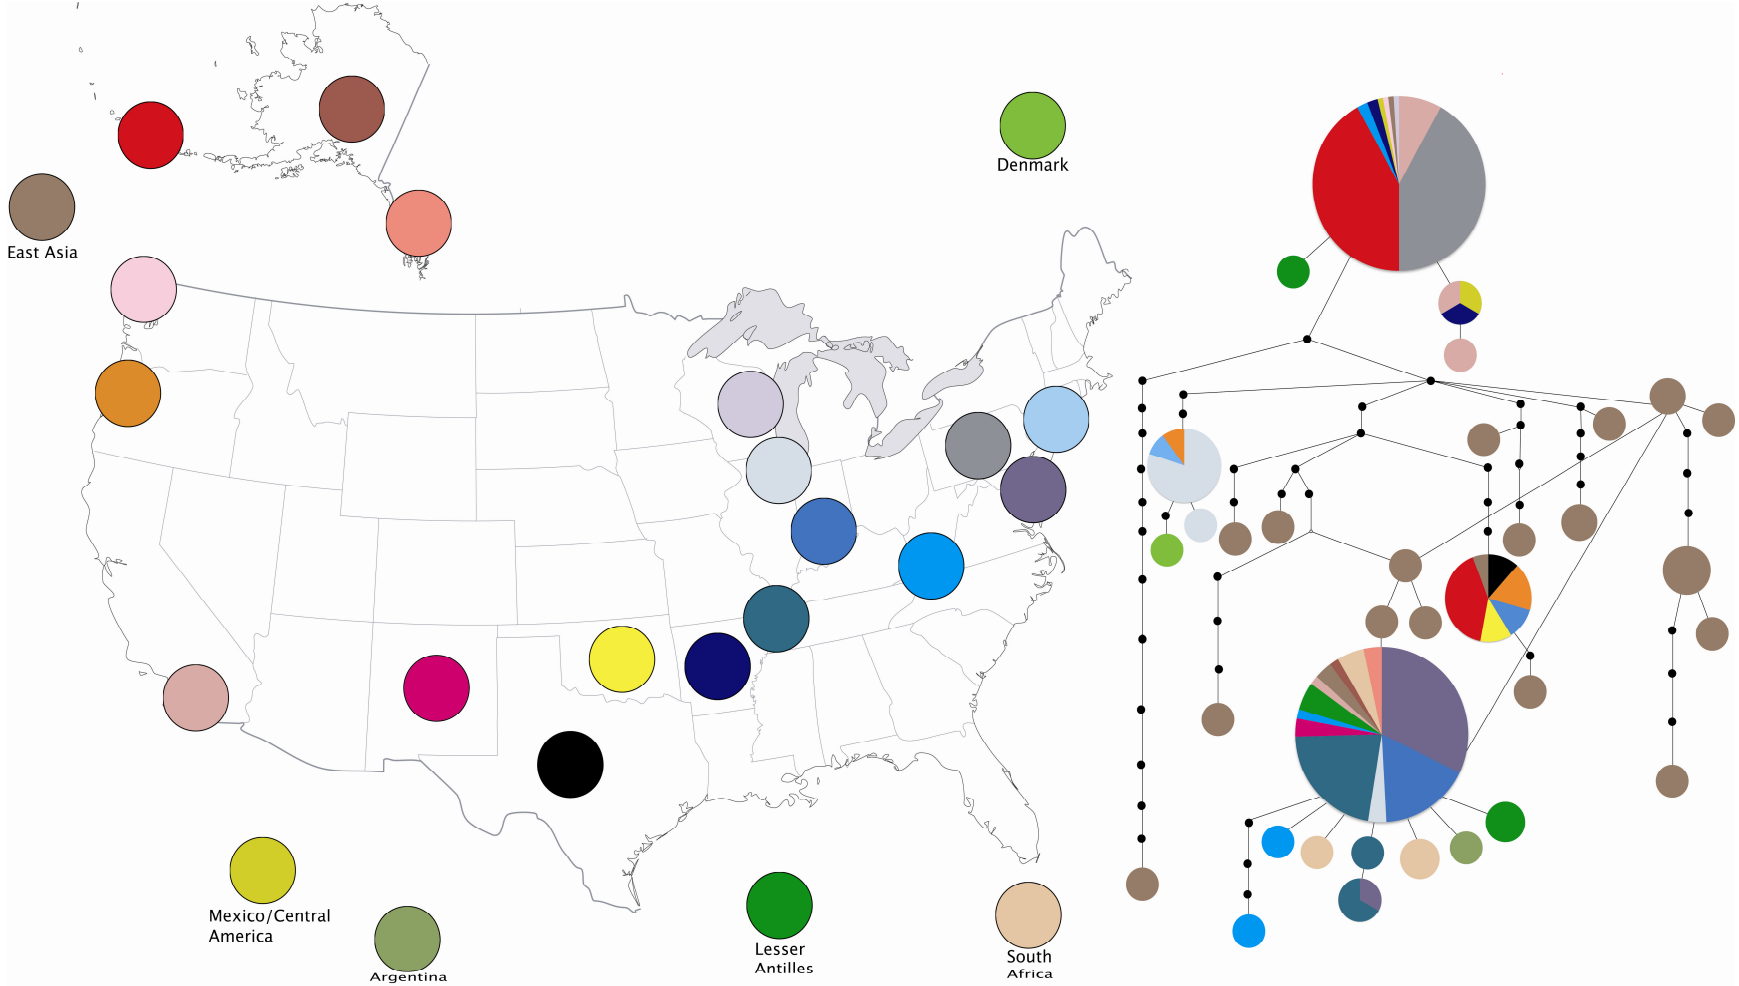 Denmark
East Asia
Mexico/Central
America
Argentina
Lesser
Antilles
South
Africa